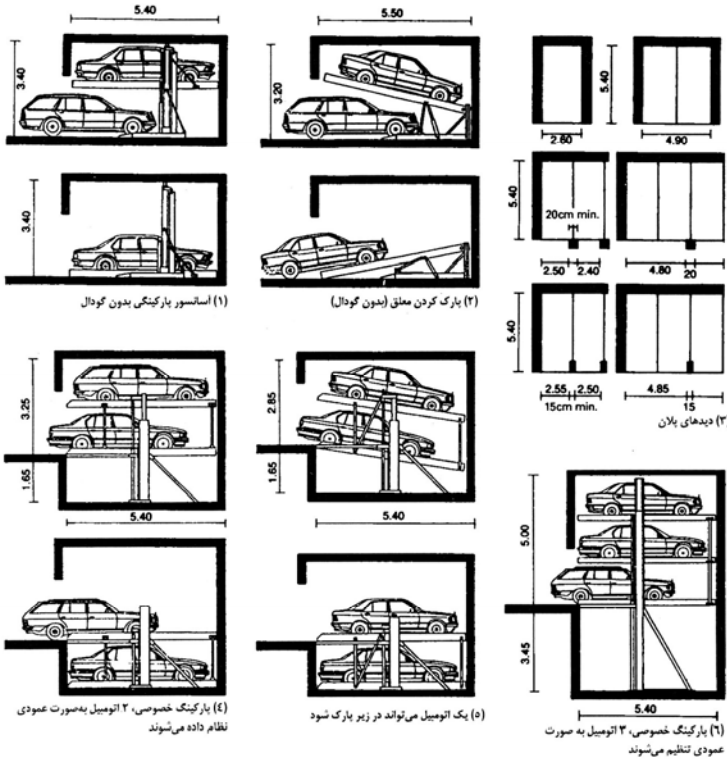 5.40
3.40
3.40
(۱) آسانسور پارکینگی بدون گودال
5.50
3.20
(۲) پارک کردن معلق (بدون گودال)
5.40
2.60
4.90
5.40
20cm min.
2.50
2.40
4.80
20
5.40
2.55
2.50
15cm min.
4.85
15
۳) دیدهای پلان
3.25
1.65
5.40
(٤) پارکینگ خصوصی، ۲ اتومبیل به‌صورت عمودی
نظام داده می‌شوند
2.85
1.65
5.40
(٥) یک اتومبیل می‌تواند در زیر پارک شود
5.00
3.45
5.40
(٦) پارکینگ خصوصی، ۳ اتومبیل به صورت
عمودی تنظیم می‌شوند